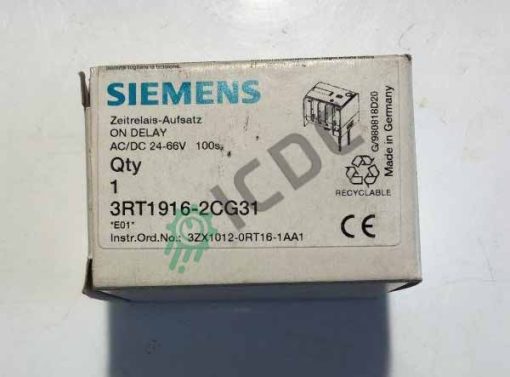 SIEMENS
Zeitrelais-Aufsatz
ON DELAY
AC/DC 24-66V 100s
Qty
1
3RT1916-2CG31
*E01*
Instr.Ord.No.: 3ZX1012-0RT16-1AA1
RECYCLABLE
CE
G/980818D20
Made in Germany
ICDC